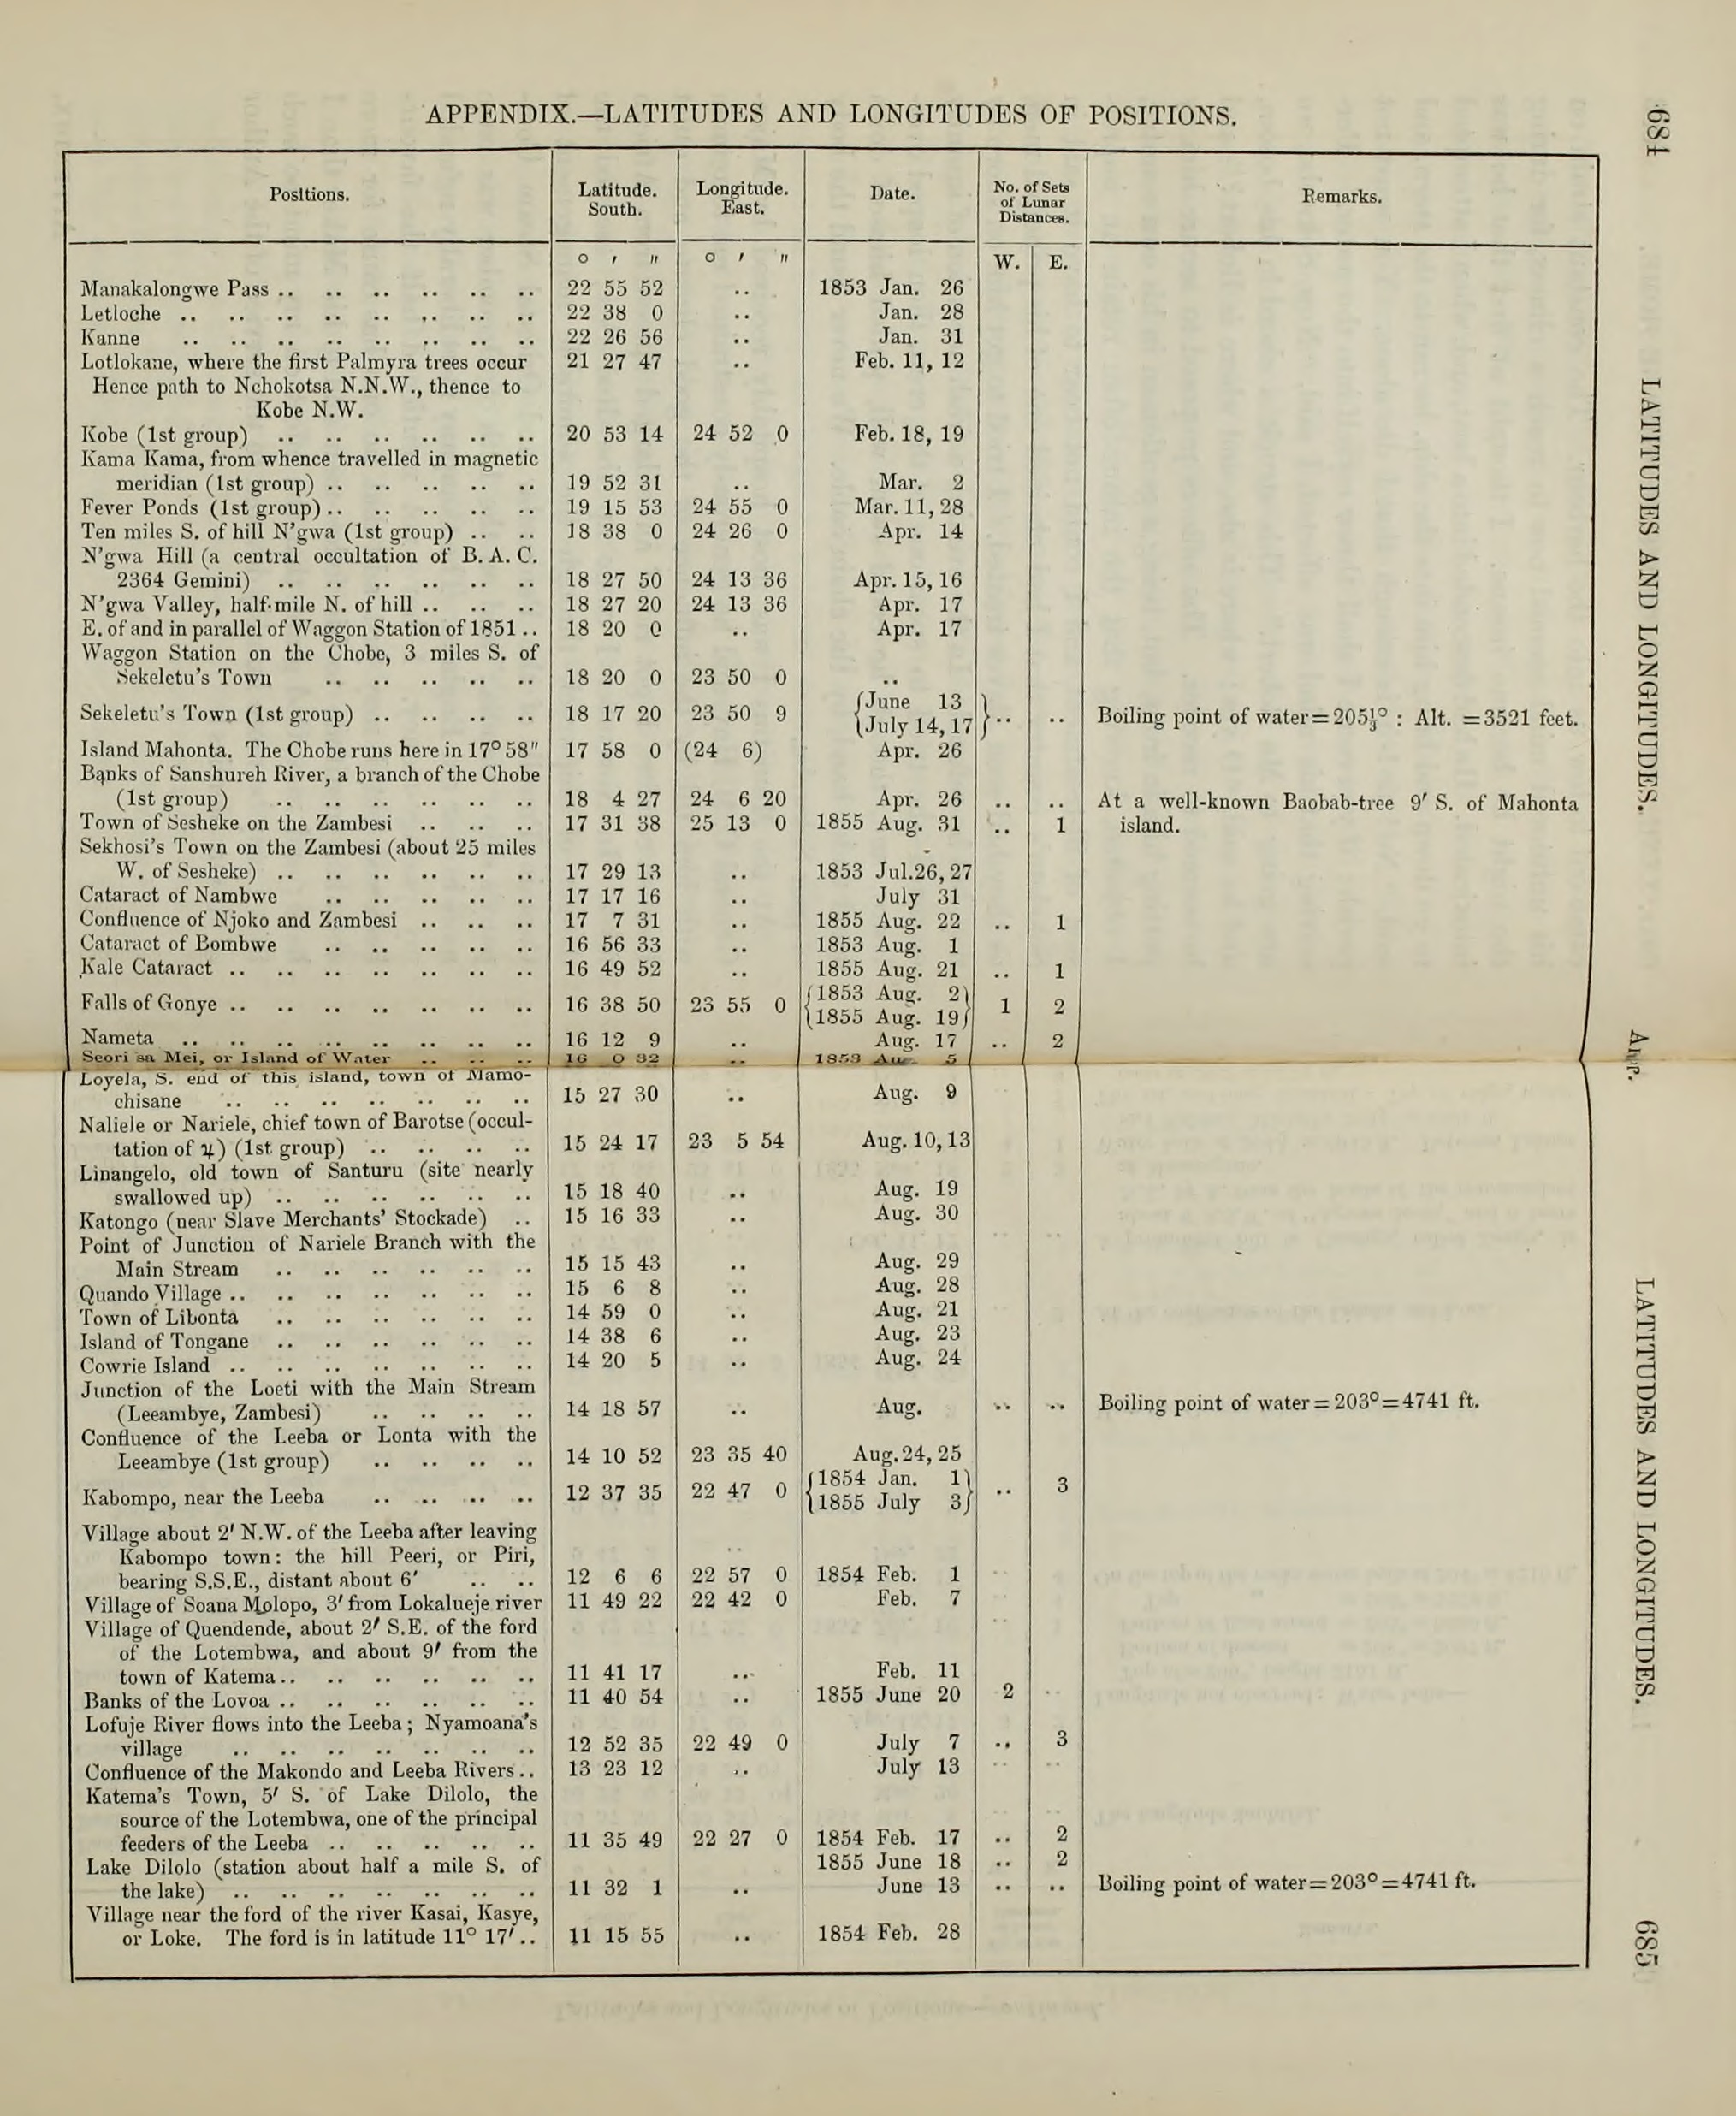 684
LATITUDES AND LONGITUDES.
App.
LATITUDES AND LONGITUDES.
685
APPENDIX.—LATITUDES AND LONGITUDES OF POSITIONS.
Positions. Latitude. South. Longitude. East. Date. No. of Sets of Lunar Distances. Remarks.
° ′ ″ ° ′ ″ W. E.
Manakalongwe Pass .. .. .. .. .. .. 22 55 52 .. 1853 Jan. 26
Letloche .. .. .. .. .. .. .. .. 22 38 0 .. Jan. 28
Kanne .. .. .. .. .. .. .. .. 22 26 56 .. Jan. 31
Lotlokane, where the first Palmyra trees occur 21 27 47 .. Feb. 11, 12
Hence path to Nchokotsa N.N.W., thence to
Kobe N.W.
Kobe (1st group) .. .. .. .. .. .. 20 53 14 24 52 0 Feb. 18, 19
Kama Kama, from whence travelled in magnetic
meridian (1st group) .. .. .. .. .. 19 52 31 .. Mar. 2
Fever Ponds (1st group) .. .. .. .. .. 19 15 53 24 55 0 Mar. 11, 28
Ten miles S. of hill N'gwa (1st group) .. .. 18 38 0 24 26 0 Apr. 14
N'gwa Hill (a central occultation of B. A. C.
2364 Gemini) .. .. .. .. .. .. 18 27 50 24 13 36 Apr. 15, 16
N'gwa Valley, half-mile N. of hill .. .. .. 18 27 20 24 13 36 Apr. 17
E. of and in parallel of Waggon Station of 1851 .. 18 20 0 .. Apr. 17
Waggon Station on the Chobe, 3 miles S. of
Sekeletu's Town .. .. .. .. .. 18 20 0 23 50 0 ..
Sekeletu's Town (1st group) .. .. .. .. 18 17 20 23 50 9 {June 13 July 14, 17} .. .. Boiling point of water=205½° : Alt. =3521 feet.
Island Mahonta. The Chobe runs here in 17° 58″ 17 58 0 (24 6) Apr. 26
Banks of Sanshureh River, a branch of the Chobe
(1st group) .. .. .. .. .. .. 18 4 27 24 6 20 Apr. 26 .. .. At a well-known Baobab-tree 9′ S. of Mahonta
Town of Sesheke on the Zambesi .. .. .. 17 31 38 25 13 0 1855 Aug. 31 .. 1 island.
Sekhosi's Town on the Zambesi (about 25 miles
W. of Sesheke) .. .. .. .. .. .. 17 29 13 .. 1853 Jul. 26, 27
Cataract of Nambwe .. .. .. .. .. 17 17 16 .. July 31
Confluence of Njoko and Zambesi .. .. .. 17 7 31 .. 1855 Aug. 22 .. 1
Cataract of Bombwe .. .. .. .. .. 16 56 33 .. 1853 Aug. 1
Kale Cataract .. .. .. .. .. .. .. 16 49 52 .. 1855 Aug. 21 .. 1
Falls of Gonye .. .. .. .. .. .. .. 16 38 50 23 55 0 {1853 Aug. 2 1855 Aug. 19} 1 2
Nameta .. .. .. .. .. .. .. .. 16 12 9 .. Aug. 17 .. 2
Seori sa Mei, or Island of Water .. .. .. 16 0 32 .. 1853 Aug. 5
Loyela, S. end of this island, town of Mamo-
chisane .. .. .. .. .. .. .. 15 27 30 .. Aug. 9
Naliele or Nariele, chief town of Barotse (occul-
tation of ♃) (1st group) .. .. .. .. 15 24 17 23 5 54 Aug. 10, 13
Linangelo, old town of Santuru (site nearly
swallowed up) .. .. .. .. .. .. 15 18 40 .. Aug. 19
Katongo (near Slave Merchants' Stockade) .. 15 16 33 .. Aug. 30
Point of Junction of Nariele Branch with the
Main Stream .. .. .. .. .. .. 15 15 43 .. Aug. 29
Quando Village .. .. .. .. .. .. .. 15 6 8 .. Aug. 28
Town of Libonta .. .. .. .. .. .. 14 59 0 .. Aug. 21
Island of Tongane .. .. .. .. .. .. 14 38 6 .. Aug. 23
Cowrie Island .. .. .. .. .. .. .. 14 20 5 .. Aug. 24
Junction of the Loeti with the Main Stream
(Leeambye, Zambesi) .. .. .. .. 14 18 57 .. Aug. .. .. Boiling point of water=203°=4741 ft.
Confluence of the Leeba or Lonta with the
Leeambye (1st group) .. .. .. .. 14 10 52 23 35 40 Aug. 24, 25
Kabompo, near the Leeba .. .. .. .. 12 37 35 22 47 0 {1854 Jan. 1 1855 July 3} .. 3
Village about 2′ N.W. of the Leeba after leaving
Kabompo town: the hill Peeri, or Piri,
bearing S.S.E., distant about 6′ .. .. 12 6 6 22 57 0 1854 Feb. 1
Village of Soana Molopo, 3′ from Lokalueje river 11 49 22 22 42 0 Feb. 7
Village of Quendende, about 2′ S.E. of the ford
of the Lotembwa, and about 9′ from the
town of Katema .. .. .. .. .. .. 11 41 17 .. Feb. 11
Banks of the Lovoa .. .. .. .. .. .. 11 40 54 .. 1855 June 20 2 ..
Lofuje River flows into the Leeba; Nyamoana's
village .. .. .. .. .. .. .. 12 52 35 22 49 0 July 7 .. 3
Confluence of the Makondo and Leeba Rivers .. 13 23 12 .. July 13
Katema's Town, 5′ S. of Lake Dilolo, the
source of the Lotembwa, one of the principal
feeders of the Leeba .. .. .. .. .. 11 35 49 22 27 0 1854 Feb. 17 .. 2
Lake Dilolo (station about half a mile S. of 1855 June 18 .. 2
the lake) .. .. .. .. .. .. .. 11 32 1 .. June 13 .. .. Boiling point of water=203°=4741 ft.
Village near the ford of the river Kasai, Kasye,
or Loke. The ford is in latitude 11° 17′ .. 11 15 55 .. 1854 Feb. 28